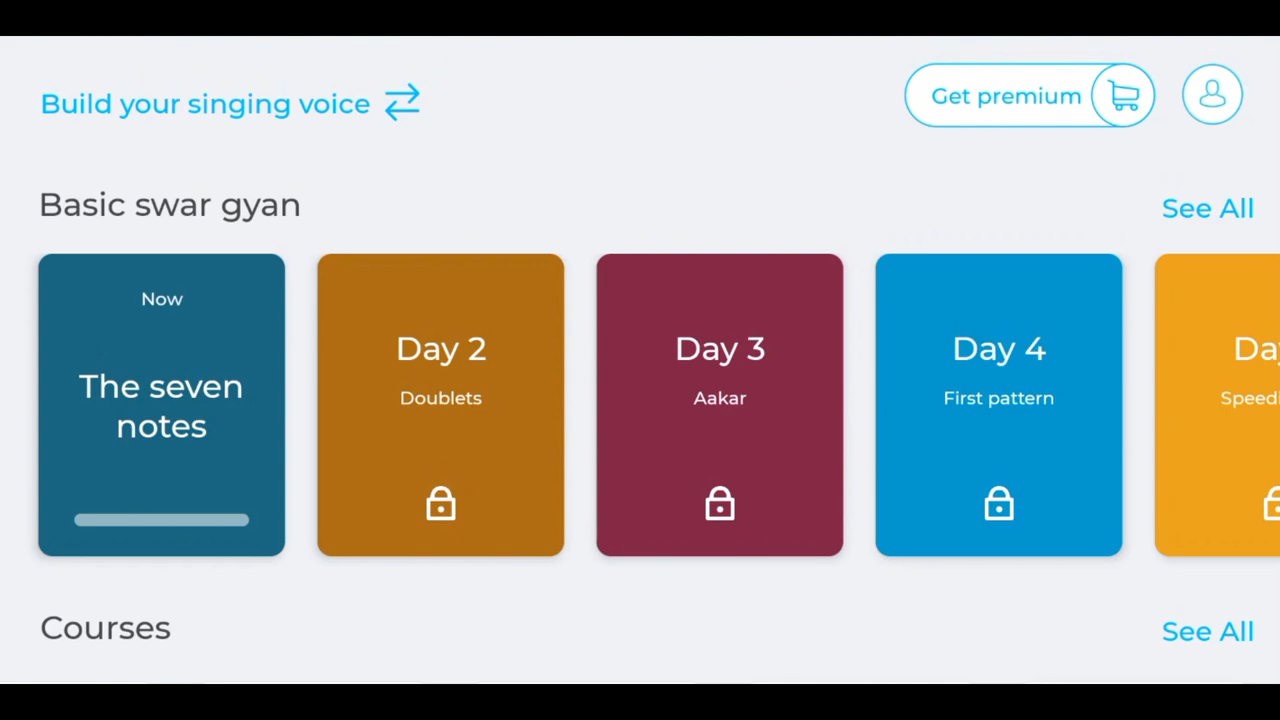 Build your singing voice
Get premium
Basic swar gyan
See All
Now
The seven
notes
Day 2
Doublets
Day 3
Aakar
Day 4
First pattern
Courses
See All